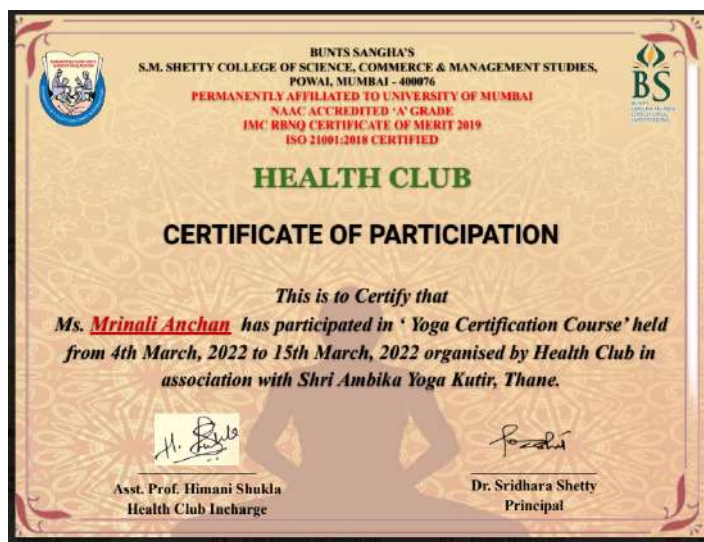 BUNTS SANGHA'S
S.M. SHETTY COLLEGE OF SCIENCE, COMMERCE & MANAGEMENT STUDIES,
POWAI, MUMBAI - 400076
PERMANENTLY AFFILIATED TO UNIVERSITY OF MUMBAI
NAAC ACCREDITED 'A' GRADE
IMC RBNQ CERTIFICATE OF MERIT 2019
ISO 21001:2018 CERTIFIED
BS
BUNTS
HEALTH CLUB
CERTIFICATE OF PARTICIPATION
This is to Certify that
Ms. Mrinali Anchan has participated in ' Yoga Certification Course' held
from 4th March, 2022 to 15th March, 2022 organised by Health Club in
association with Shri Ambika Yoga Kutir, Thane.
Asst. Prof. Himani Shukla
Health Club Incharge
Dr. Sridhara Shetty
Principal